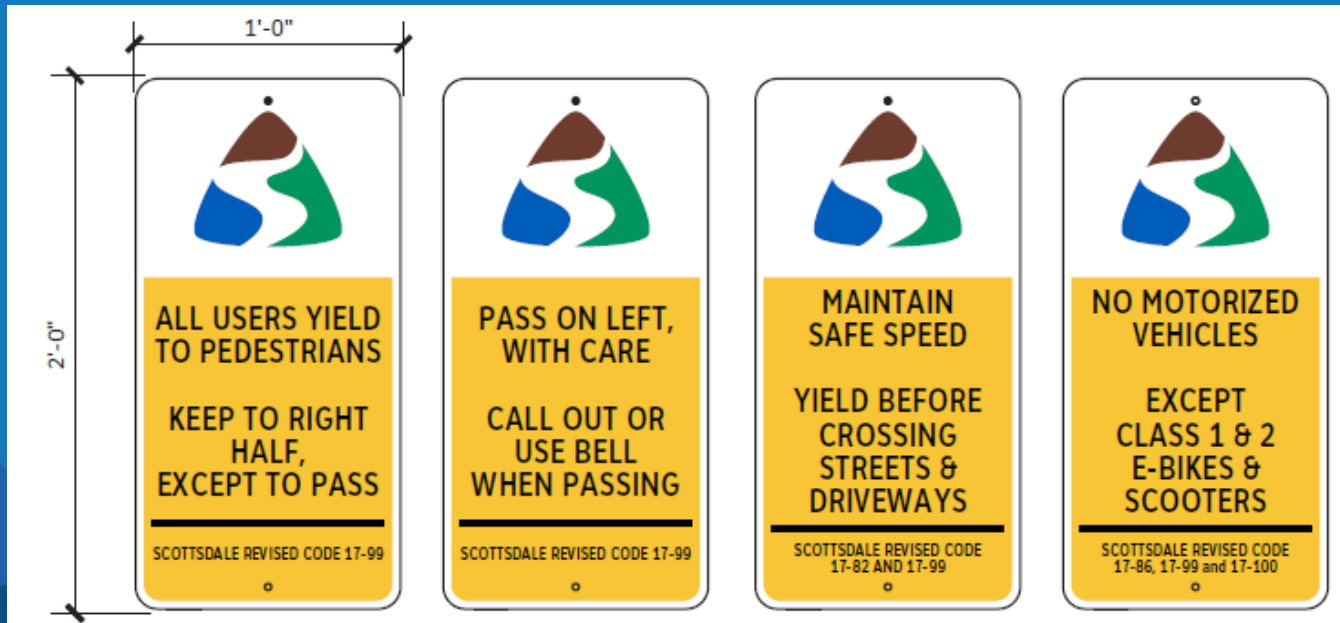 1'-0"
2'-0"
ALL USERS YIELD
TO PEDESTRIANS
KEEP TO RIGHT
HALF,
EXCEPT TO PASS
SCOTTSDALE REVISED CODE 17-99
PASS ON LEFT,
WITH CARE
CALL OUT OR
USE BELL
WHEN PASSING
SCOTTSDALE REVISED CODE 17-99
MAINTAIN
SAFE SPEED
YIELD BEFORE
CROSSING
STREETS &
DRIVEWAYS
SCOTTSDALE REVISED CODE
17-82 AND 17-99
NO MOTORIZED
VEHICLES
EXCEPT
CLASS 1 & 2
E-BIKES &
SCOOTERS
SCOTTSDALE REVISED CODE
17-86, 17-99 and 17-100